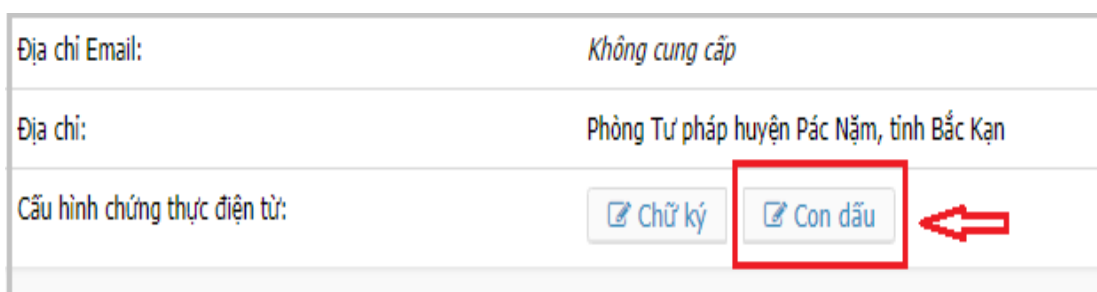 Địa chỉ Email: Không cung cấp
Địa chỉ: Phòng Tư pháp huyện Pác Nặm, tỉnh Bắc Kạn
Cấu hình chứng thực điện tử: Chữ ký Con dấu